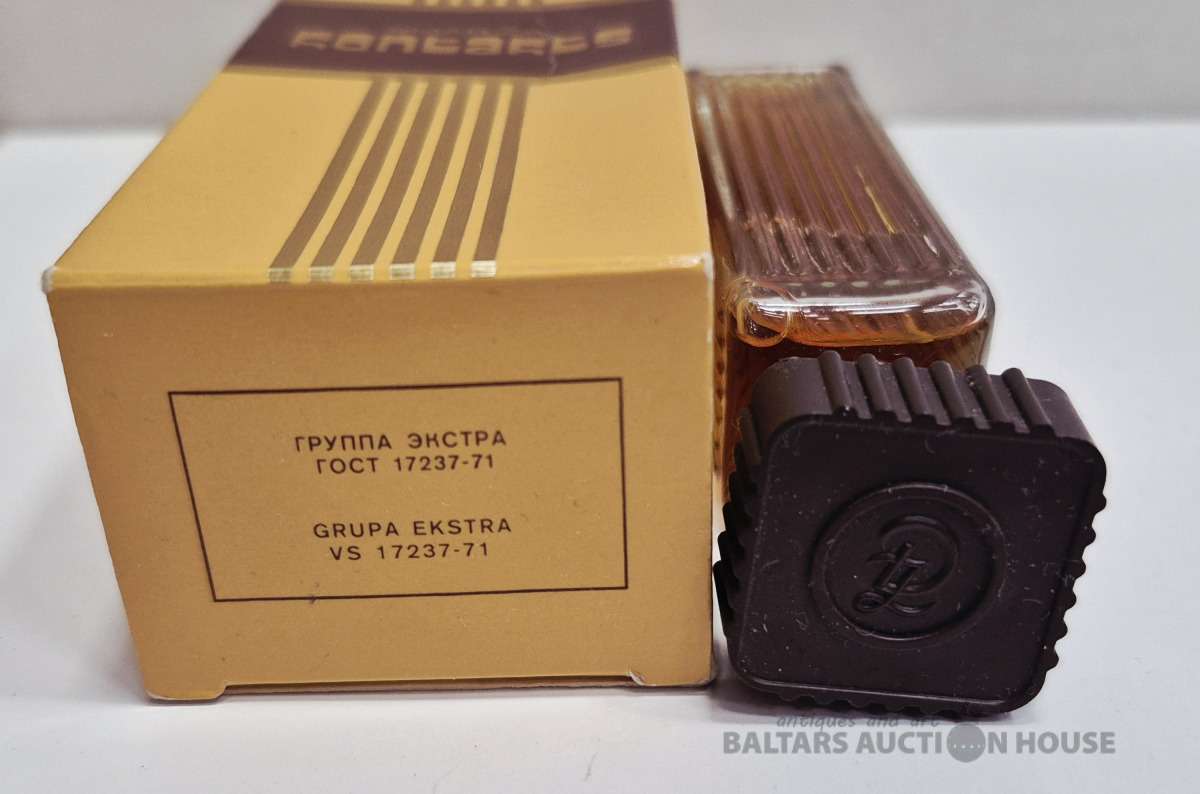 ГРУППА ЭКСТРА
ГОСТ 17237-71
GRUPA EKSTRA
VS 17237-71
antiques and art
BALTARS AUCTION HOUSE